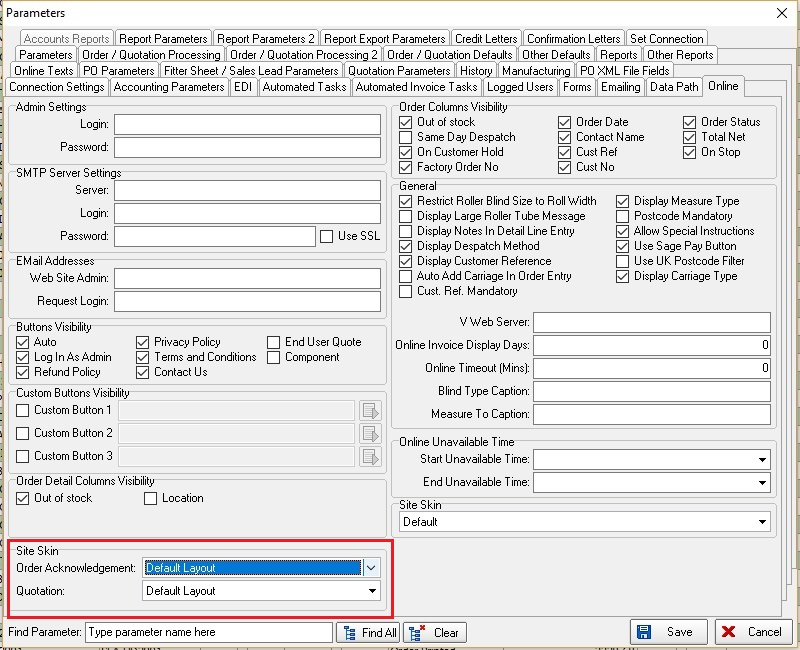 Parameters
Accounts Reports Report Parameters Report Parameters 2 Report Export Parameters Credit Letters Confirmation Letters Set Connection
Parameters Order / Quotation Processing Order / Quotation Processing 2 Order / Quotation Defaults Other Defaults Reports Other Reports
Online Texts PO Parameters Fitter Sheet / Sales Lead Parameters Quotation Parameters History Manufacturing PO XML File Fields
Connection Settings Accounting Parameters EDI Automated Tasks Automated Invoice Tasks Logged Users Forms Emailing Data Path Online
Admin Settings
Login:
Password:
SMTP Server Settings
Server:
Login:
Password: Use SSL
EMail Addresses
Web Site Admin:
Request Login:
Buttons Visibility
Auto Privacy Policy End User Quote
Log In As Admin Terms and Conditions Component
Refund Policy Contact Us
Custom Buttons Visibility
Custom Button 1
Custom Button 2
Custom Button 3
Order Detail Columns Visibility
Out of stock Location
Site Skin
Order Acknowledgement: Default Layout
Quotation: Default Layout
Order Columns Visibility
Out of stock Order Date Order Status
Same Day Despatch Contact Name Total Net
On Customer Hold Cust Ref On Stop
Factory Order No Cust No
General
Restrict Roller Blind Size to Roll Width Display Measure Type
Display Large Roller Tube Message Postcode Mandatory
Display Notes In Detail Line Entry Allow Special Instructions
Display Despatch Method Use Sage Pay Button
Display Customer Reference Use UK Postcode Filter
Auto Add Carriage In Order Entry Display Carriage Type
Cust. Ref. Mandatory
V Web Server:
Online Invoice Display Days: 0
Online Timeout (Mins): 0
Blind Type Caption:
Measure To Caption:
Online Unavailable Time
Start Unavailable Time:
End Unavailable Time:
Site Skin
Default
Find Parameter: Type parameter name here Find All Clear Save Cancel